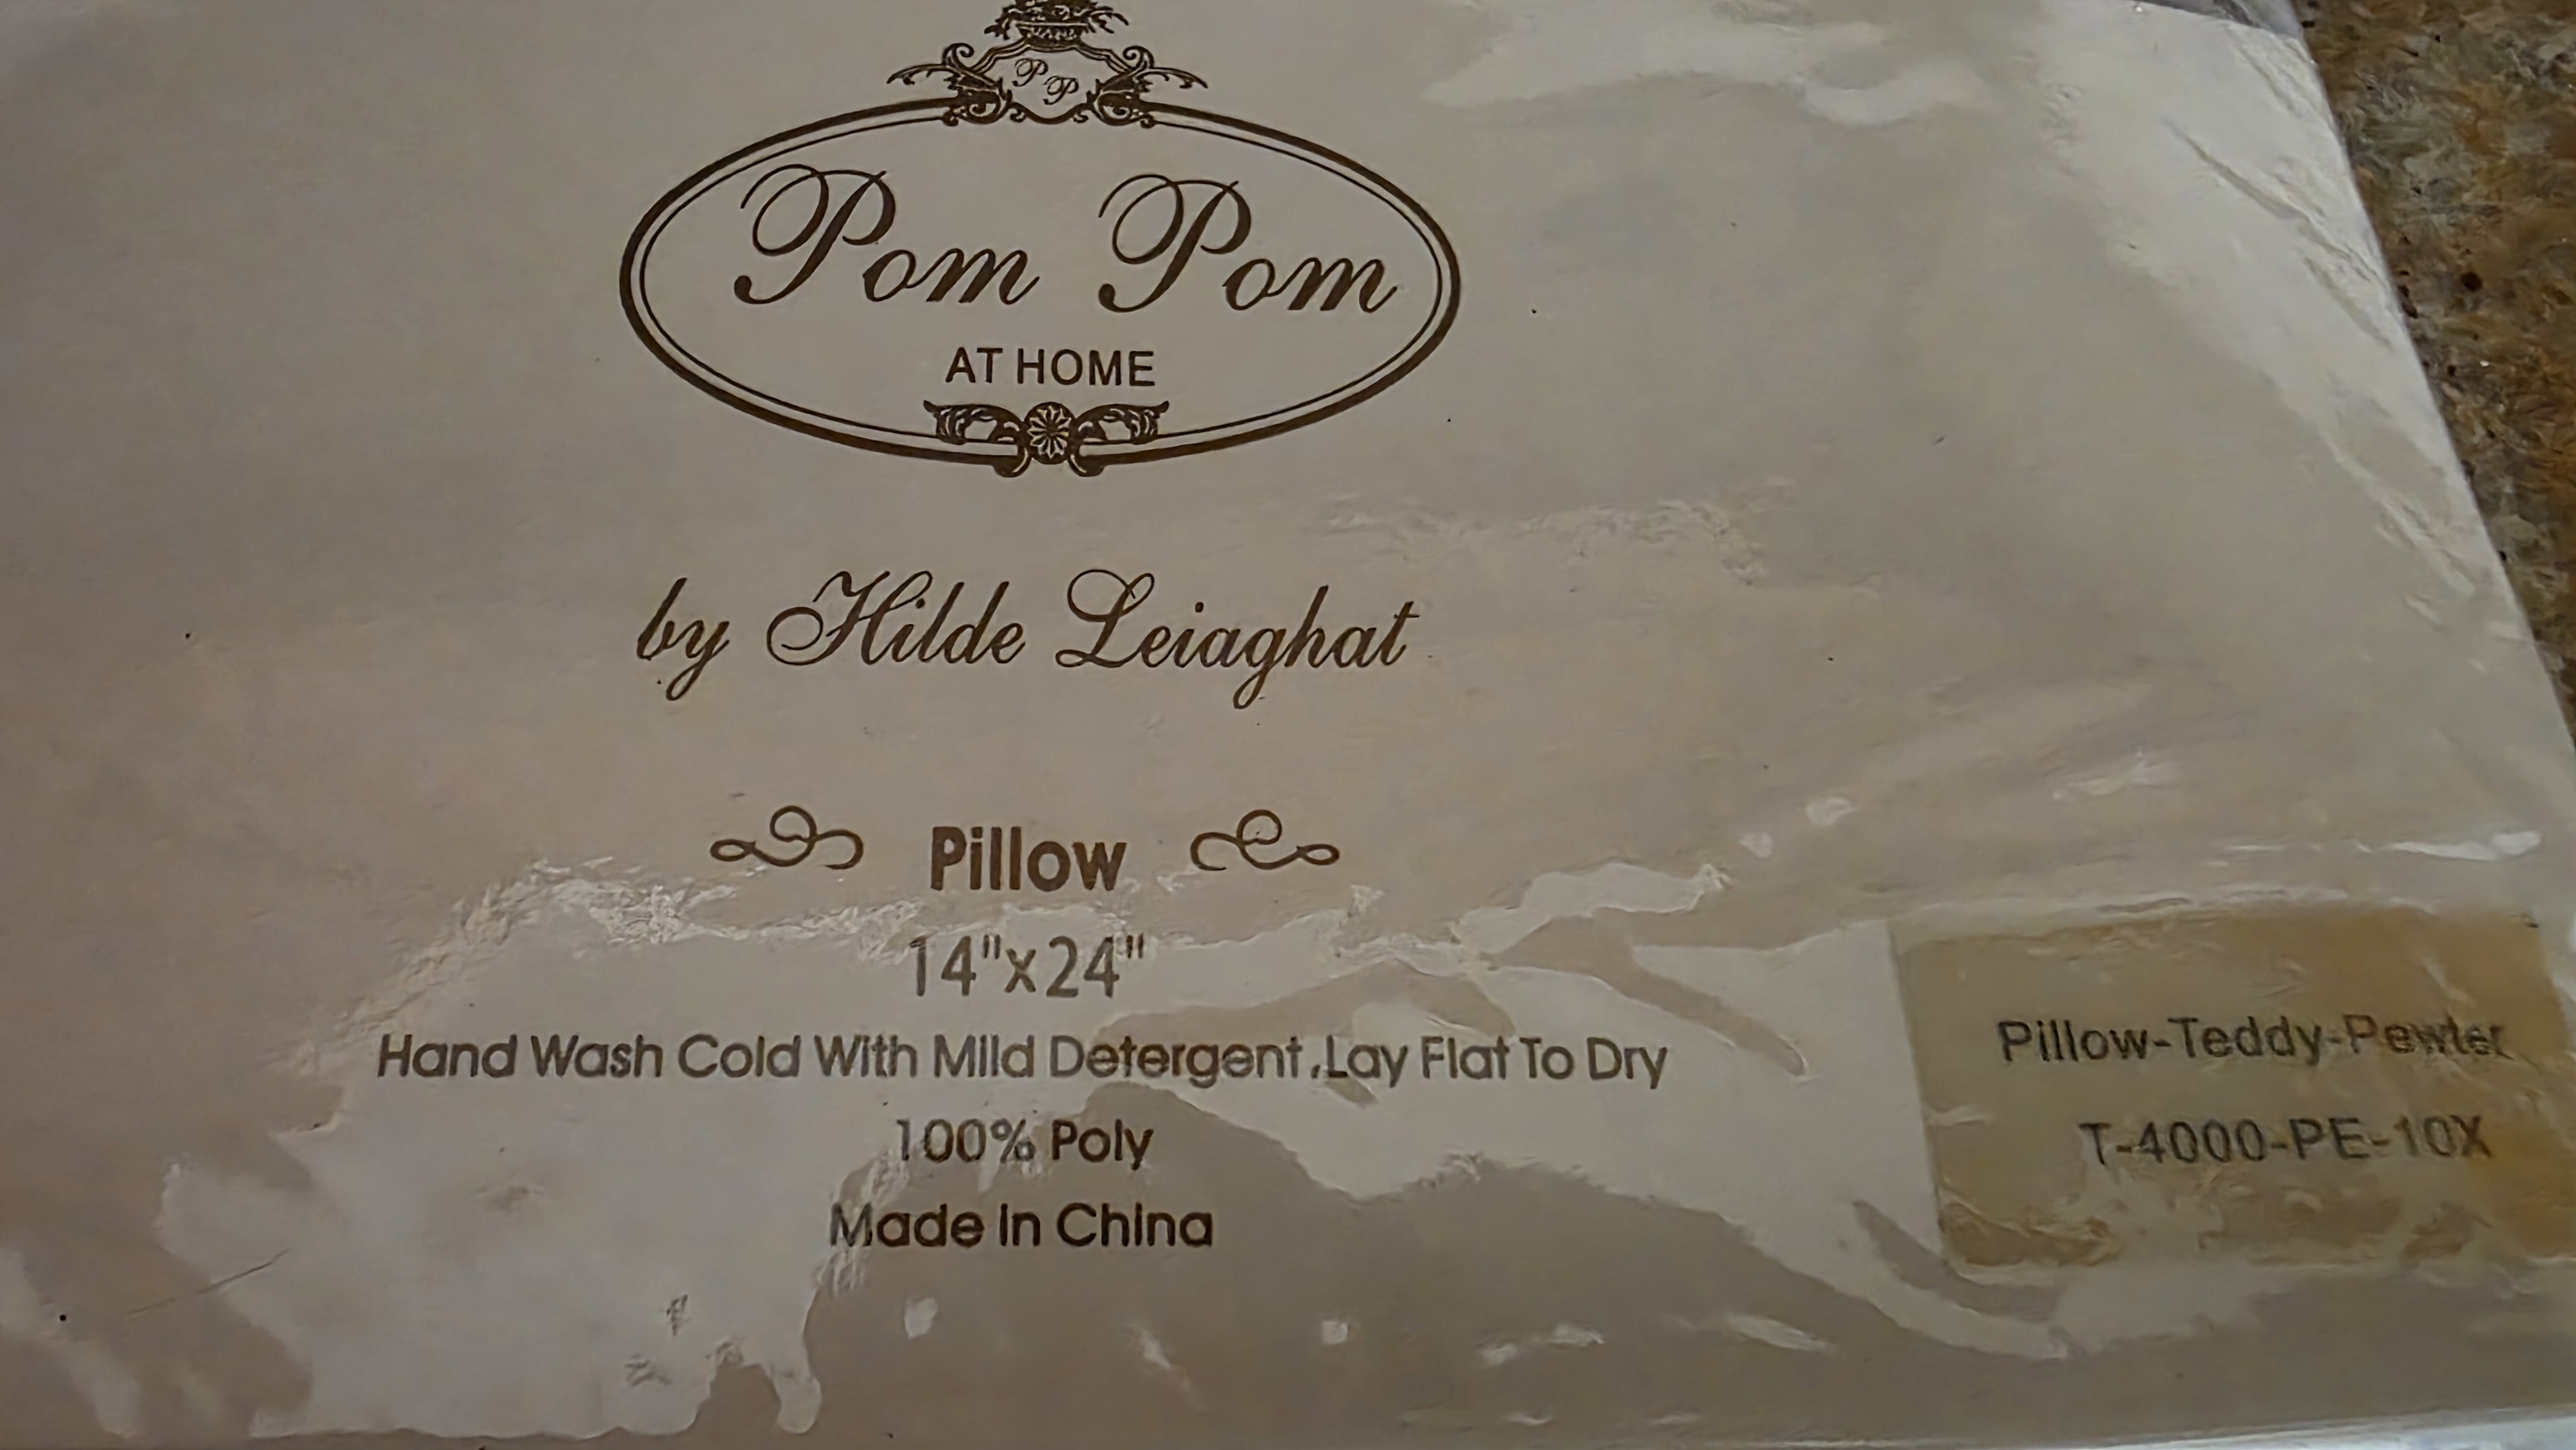 P P
Pom Pom
AT HOME
by Hilde Leiaghat
Pillow
14"x24"
Hand Wash Cold With Mild Detergent,Lay Flat To Dry
100% Poly
Made in China
Pillow-Teddy-Pewter
T-4000-PE-10X